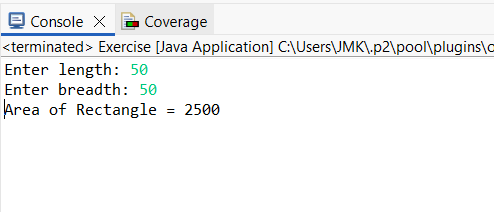 Console Coverage
<terminated> Exercise [Java Application] C:\Users\JMK\.p2\pool\plugins\
Enter length: 50
Enter breadth: 50
Area of Rectangle = 2500